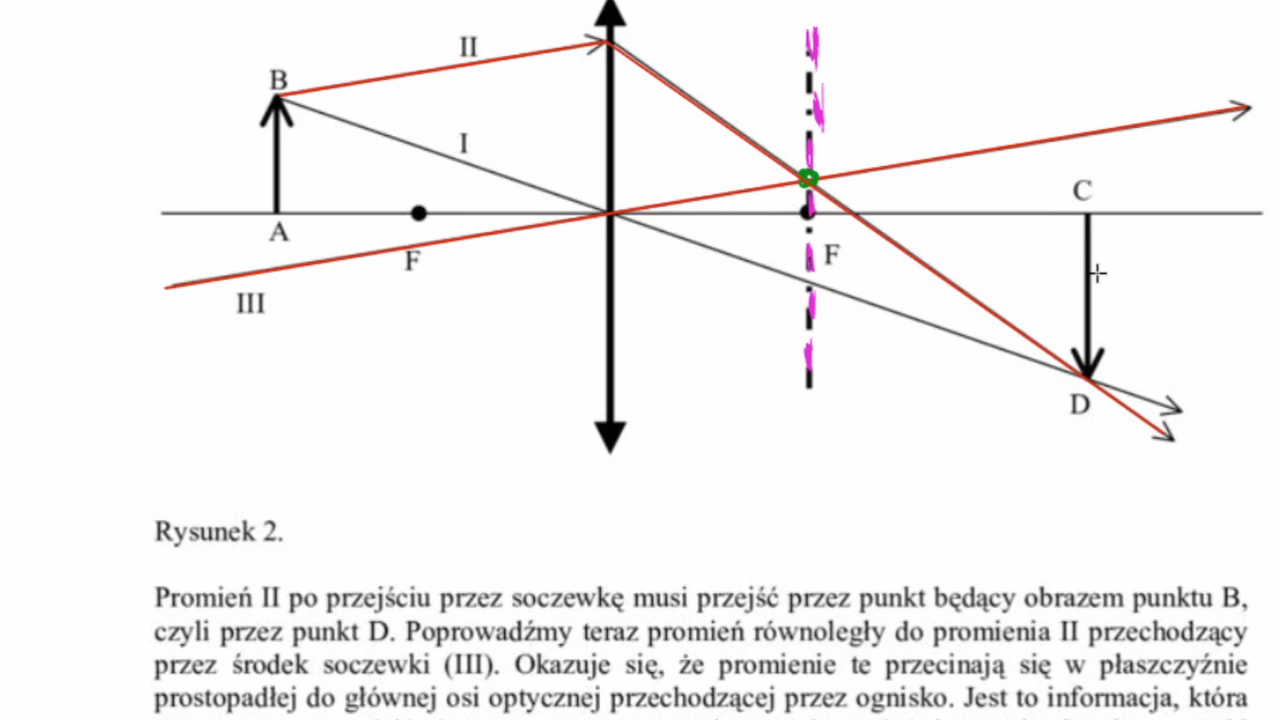 II
B
I
C
A
F
F
III
D
Rysunek 2.
Promień II po przejściu przez soczewkę musi przejść przez punkt będący obrazem punktu B,
czyli przez punkt D. Poprowadźmy teraz promień równoległy do promienia II przechodzący
przez środek soczewki (III). Okazuje się, że promienie te przecinają się w płaszczyźnie
prostopadłej do głównej osi optycznej przechodzącej przez ognisko. Jest to informacja, która